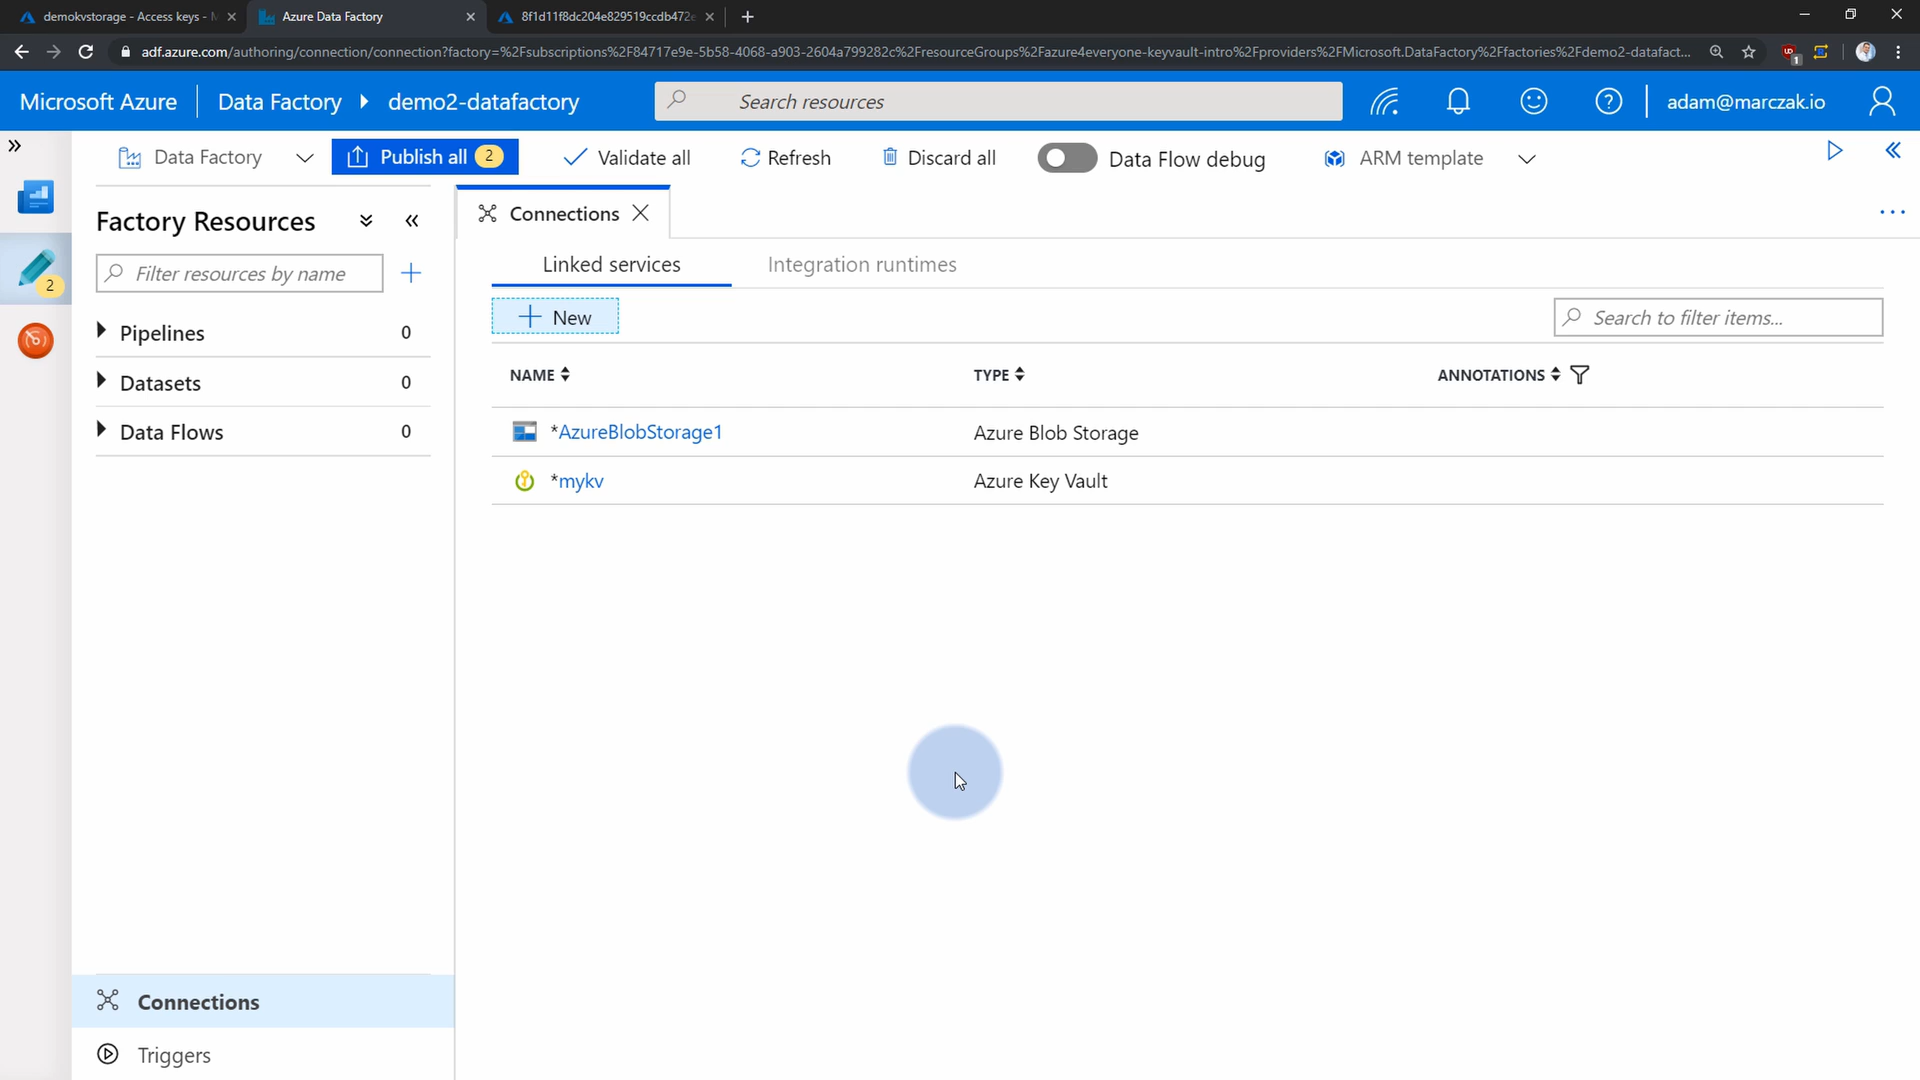 demokvstorage - Access keys - M
Azure Data Factory
8f1d11f8dc204e829519ccdb472e
adf.azure.com/authoring/connection/connection?factory=%2Fsubscriptions%2F84717e9e-5b58-4068-a903-2604a799282c%2FresourceGroups%2Fazure4everyone-keyvault-intro%2Fproviders%2FMicrosoft.DataFactory%2Ffactories%2Fdemo2-datafact...
1
Microsoft Azure
Data Factory
demo2-datafactory
Search resources
adam@marczak.io
Data Factory
Publish all 2
Validate all
Refresh
Discard all
Data Flow debug
ARM template
Factory Resources
Filter resources by name
2
Pipelines 0
Datasets 0
Data Flows 0
Connections
Triggers
Connections
Linked services
Integration runtimes
New
Search to filter items...
NAME TYPE ANNOTATIONS
*AzureBlobStorage1 Azure Blob Storage
*mykv Azure Key Vault